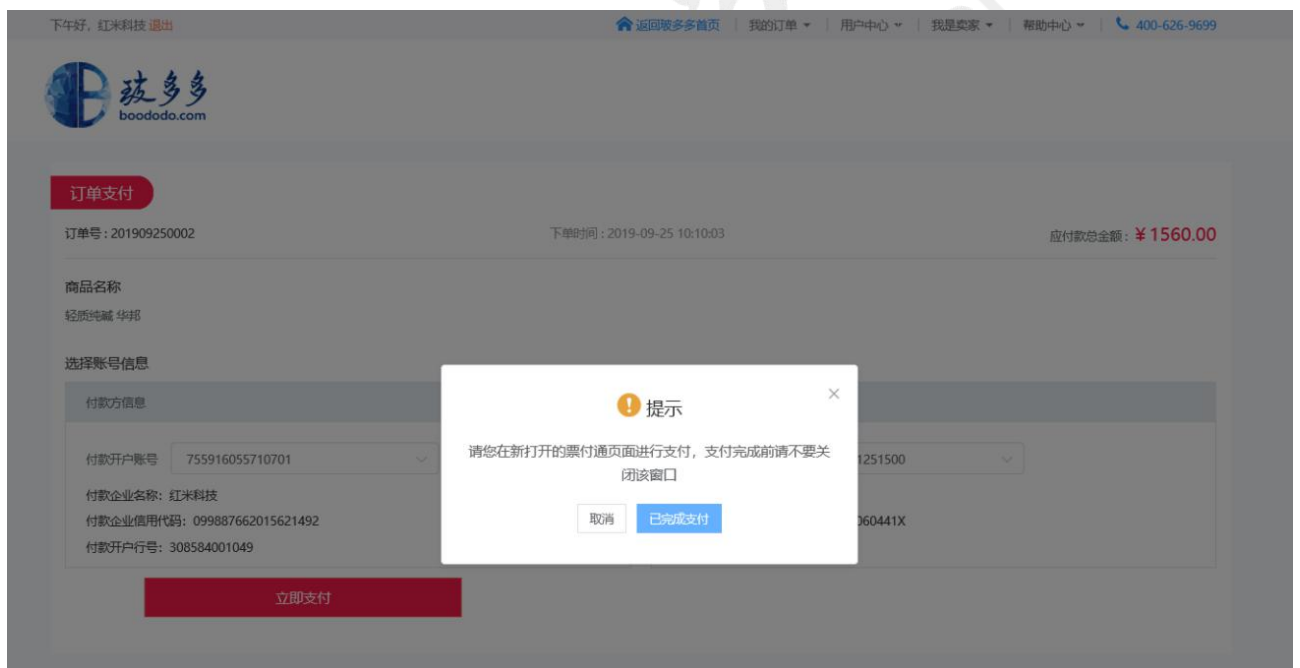 下午好，红米科技 退出
返回玻多多首页
我的订单
用户中心
我是卖家
帮助中心
400-626-9699
玻多多
boododo.com
订单支付
订单号：201909250002
下单时间：2019-09-25 10:10:03
应付款总金额：￥1560.00
商品名称
轻质纯碱 华邦
选择账号信息
付款方信息
付款开户账号 755916055710701
付款企业名称：红米科技
付款企业信用代码：099887662015621492
付款开户行号：308584001049
1251500
060441X
提示
请您在新打开的票付通页面进行支付，支付完成前请不要关
闭该窗口
取消
已完成支付
立即支付